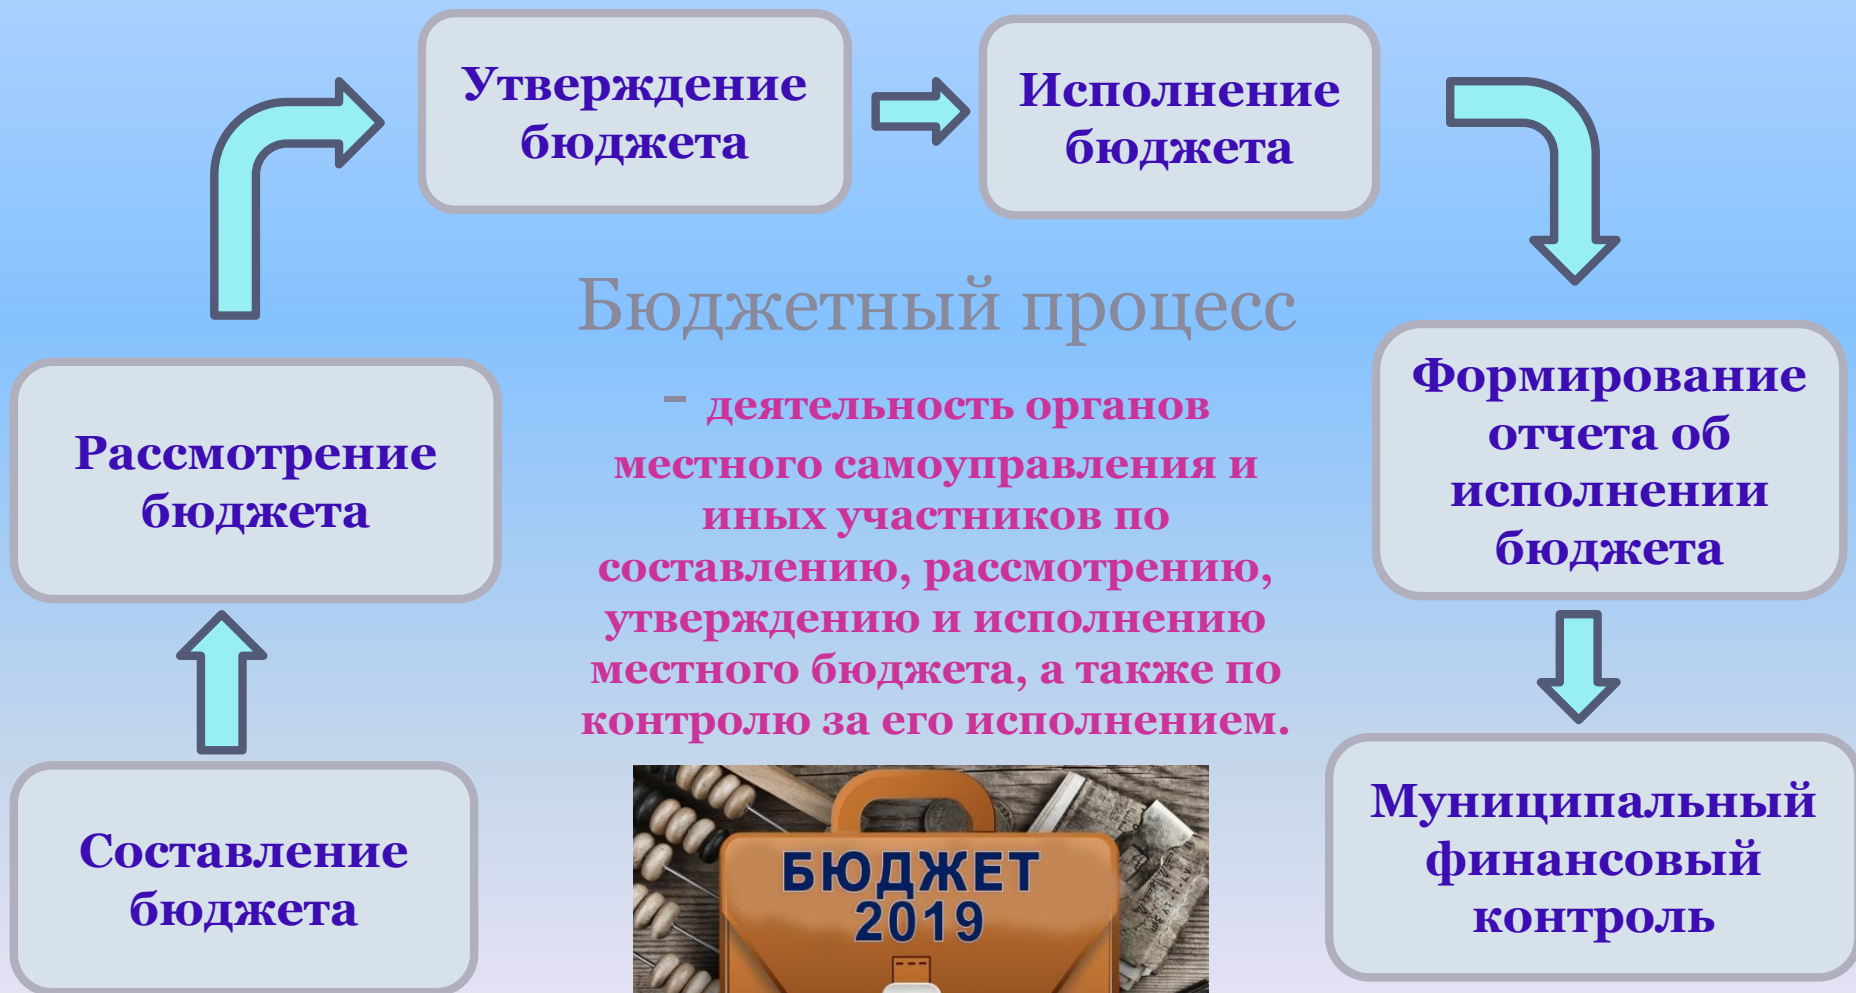 Утверждение
бюджета
Исполнение
бюджета
Бюджетный процесс
- деятельность органов
местного самоуправления и
иных участников по
составлению, рассмотрению,
утверждению и исполнению
местного бюджета, а также по
контролю за его исполнением.
Рассмотрение
бюджета
Формирование
отчета об
исполнении
бюджета
Составление
бюджета
Муниципальный
финансовый
контроль
БЮДЖЕТ
2019